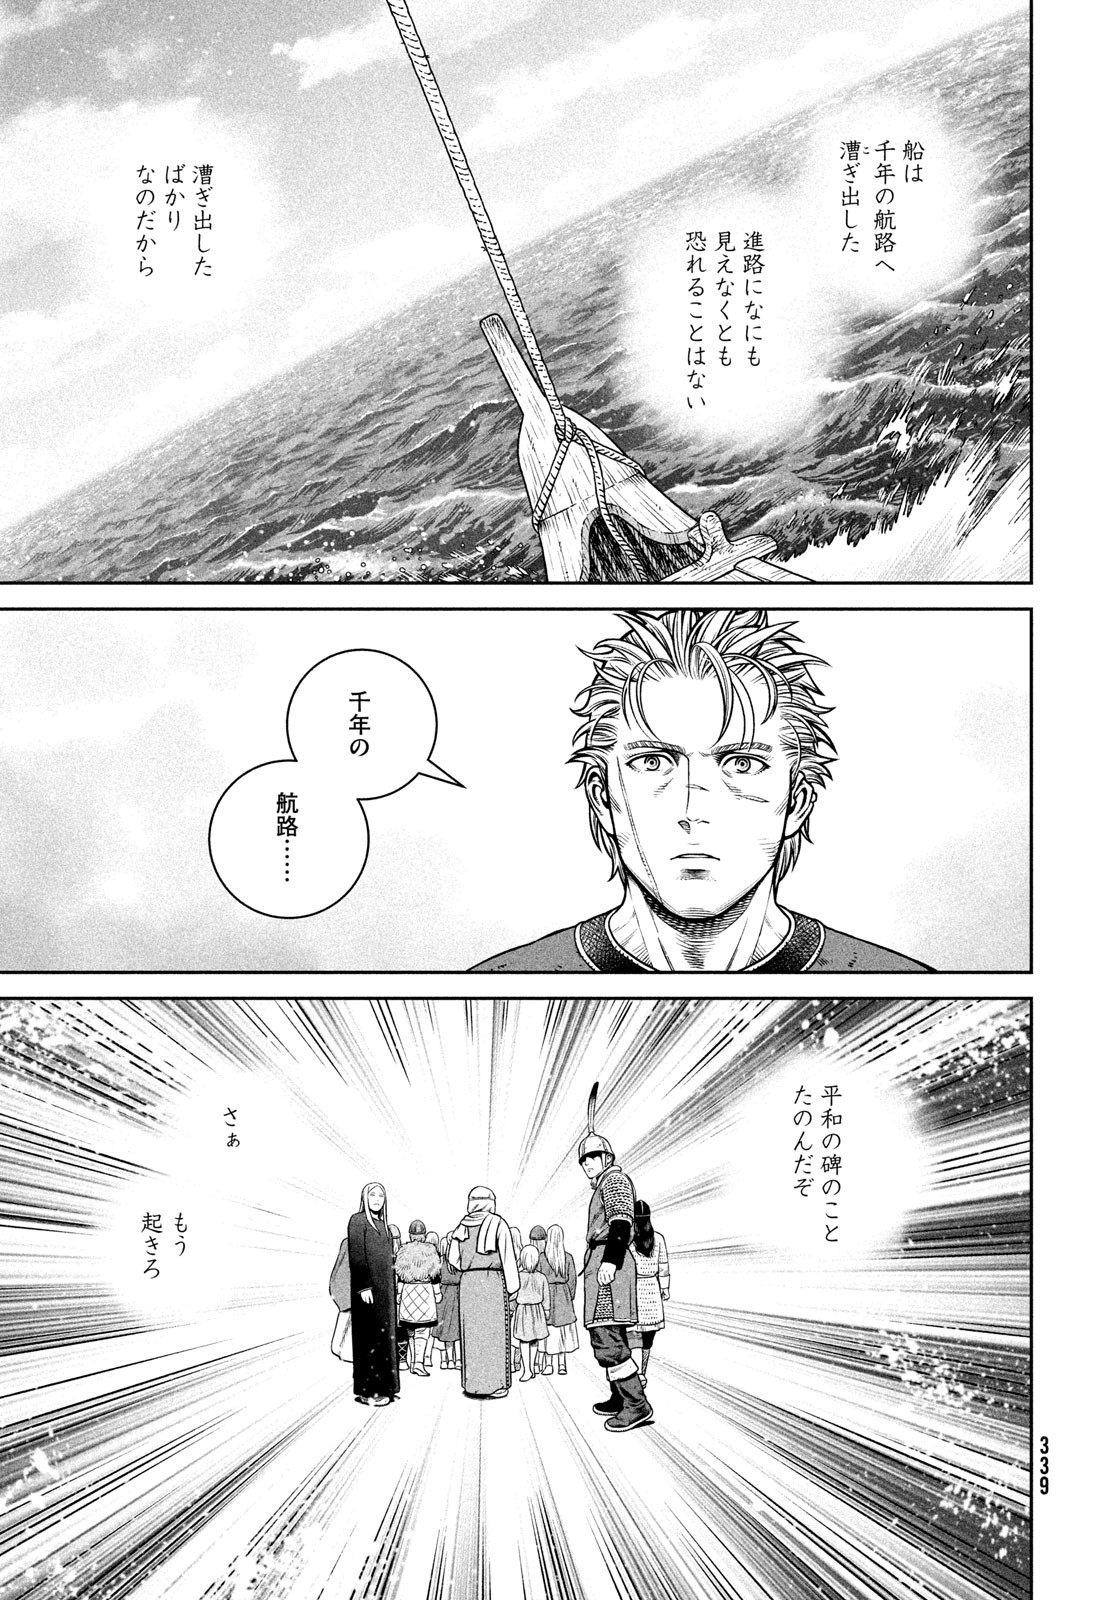 船は
千年の航路へ
漕ぎ出した
こ
進路になにも
見えなくとも
恐れることはない
漕ぎ出した
ばかり
なのだから
千年の
航路……
平和の碑のこと
たのんだぞ
さぁ
もう
起きろ
339